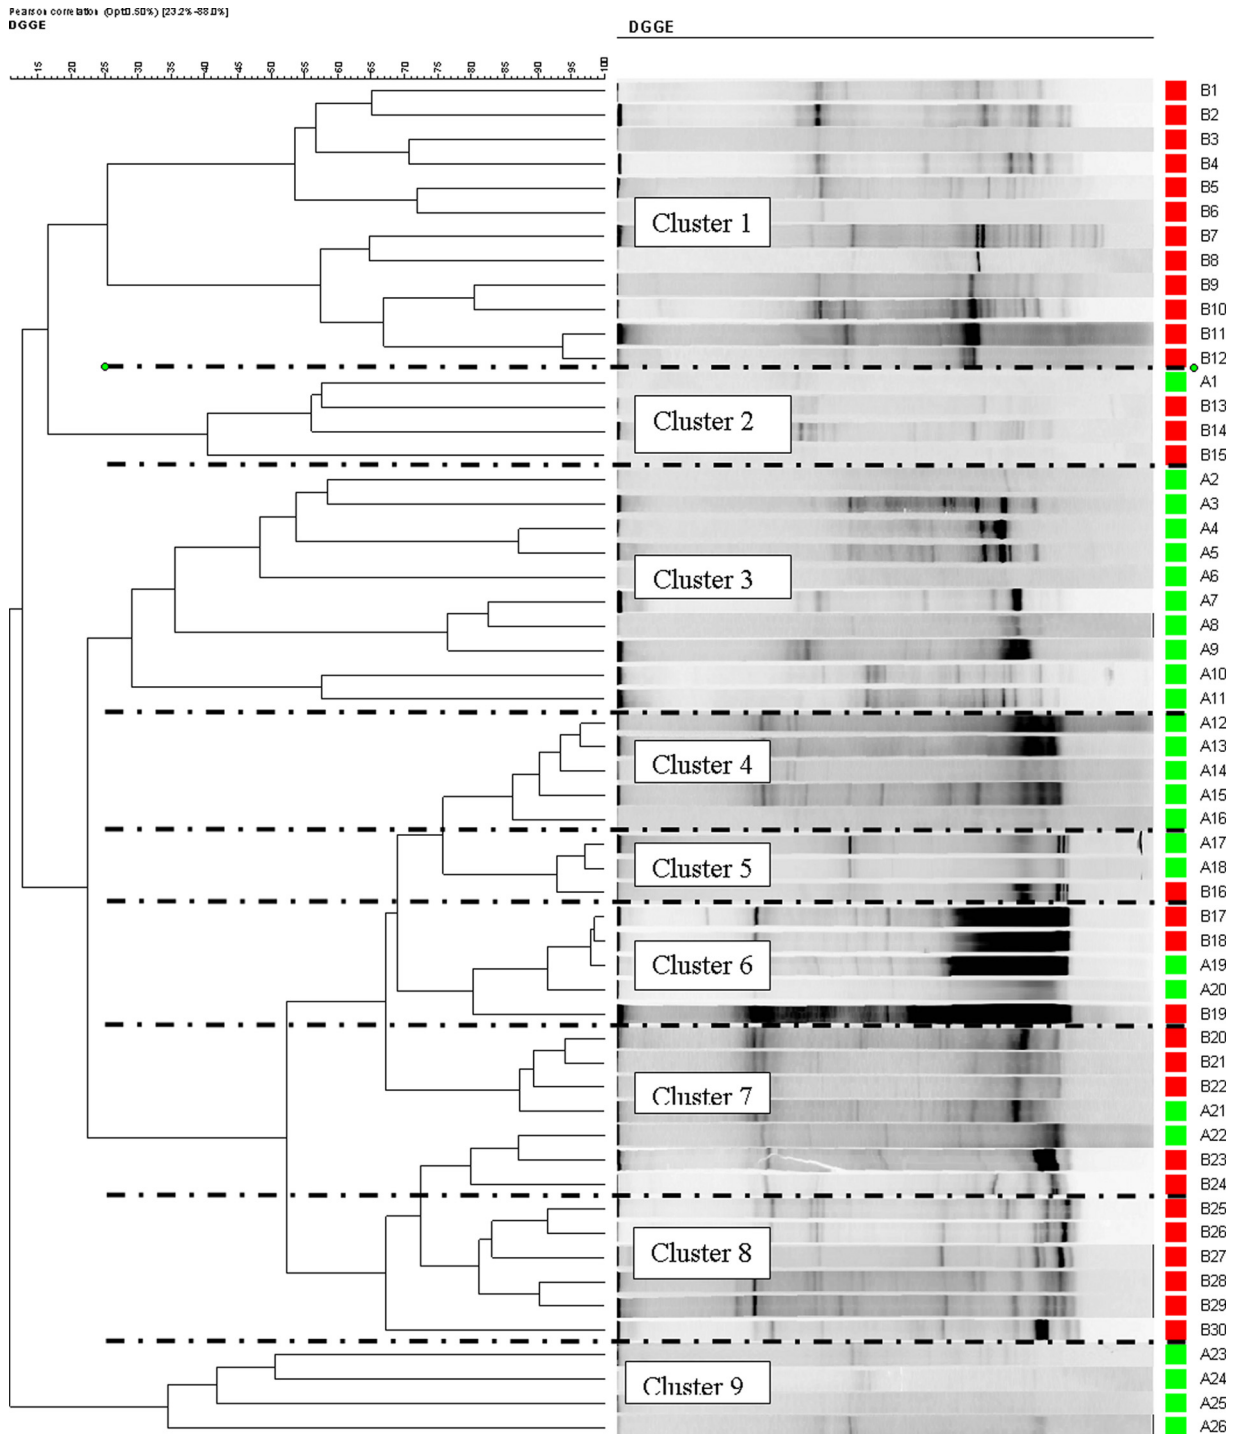 Pearson correlation (Opt:0.50%) [23.2%-88.0%]
DGGE
DGGE
15
20
25
30
35
40
45
50
55
60
65
70
75
80
85
90
95
100
B1
B2
B3
B4
B5
B6
Cluster 1
B7
B8
B9
B10
B11
B12
A1
B13
Cluster 2
B14
B15
A2
A3
A4
A5
Cluster 3
A6
A7
A8
A9
A10
A11
A12
A13
Cluster 4
A14
A15
A16
A17
Cluster 5
A18
B16
B17
B18
Cluster 6
A19
A20
B19
B20
B21
B22
Cluster 7
A21
A22
B23
B24
B25
B26
Cluster 8
B27
B28
B29
B30
A23
A24
Cluster 9
A25
A26